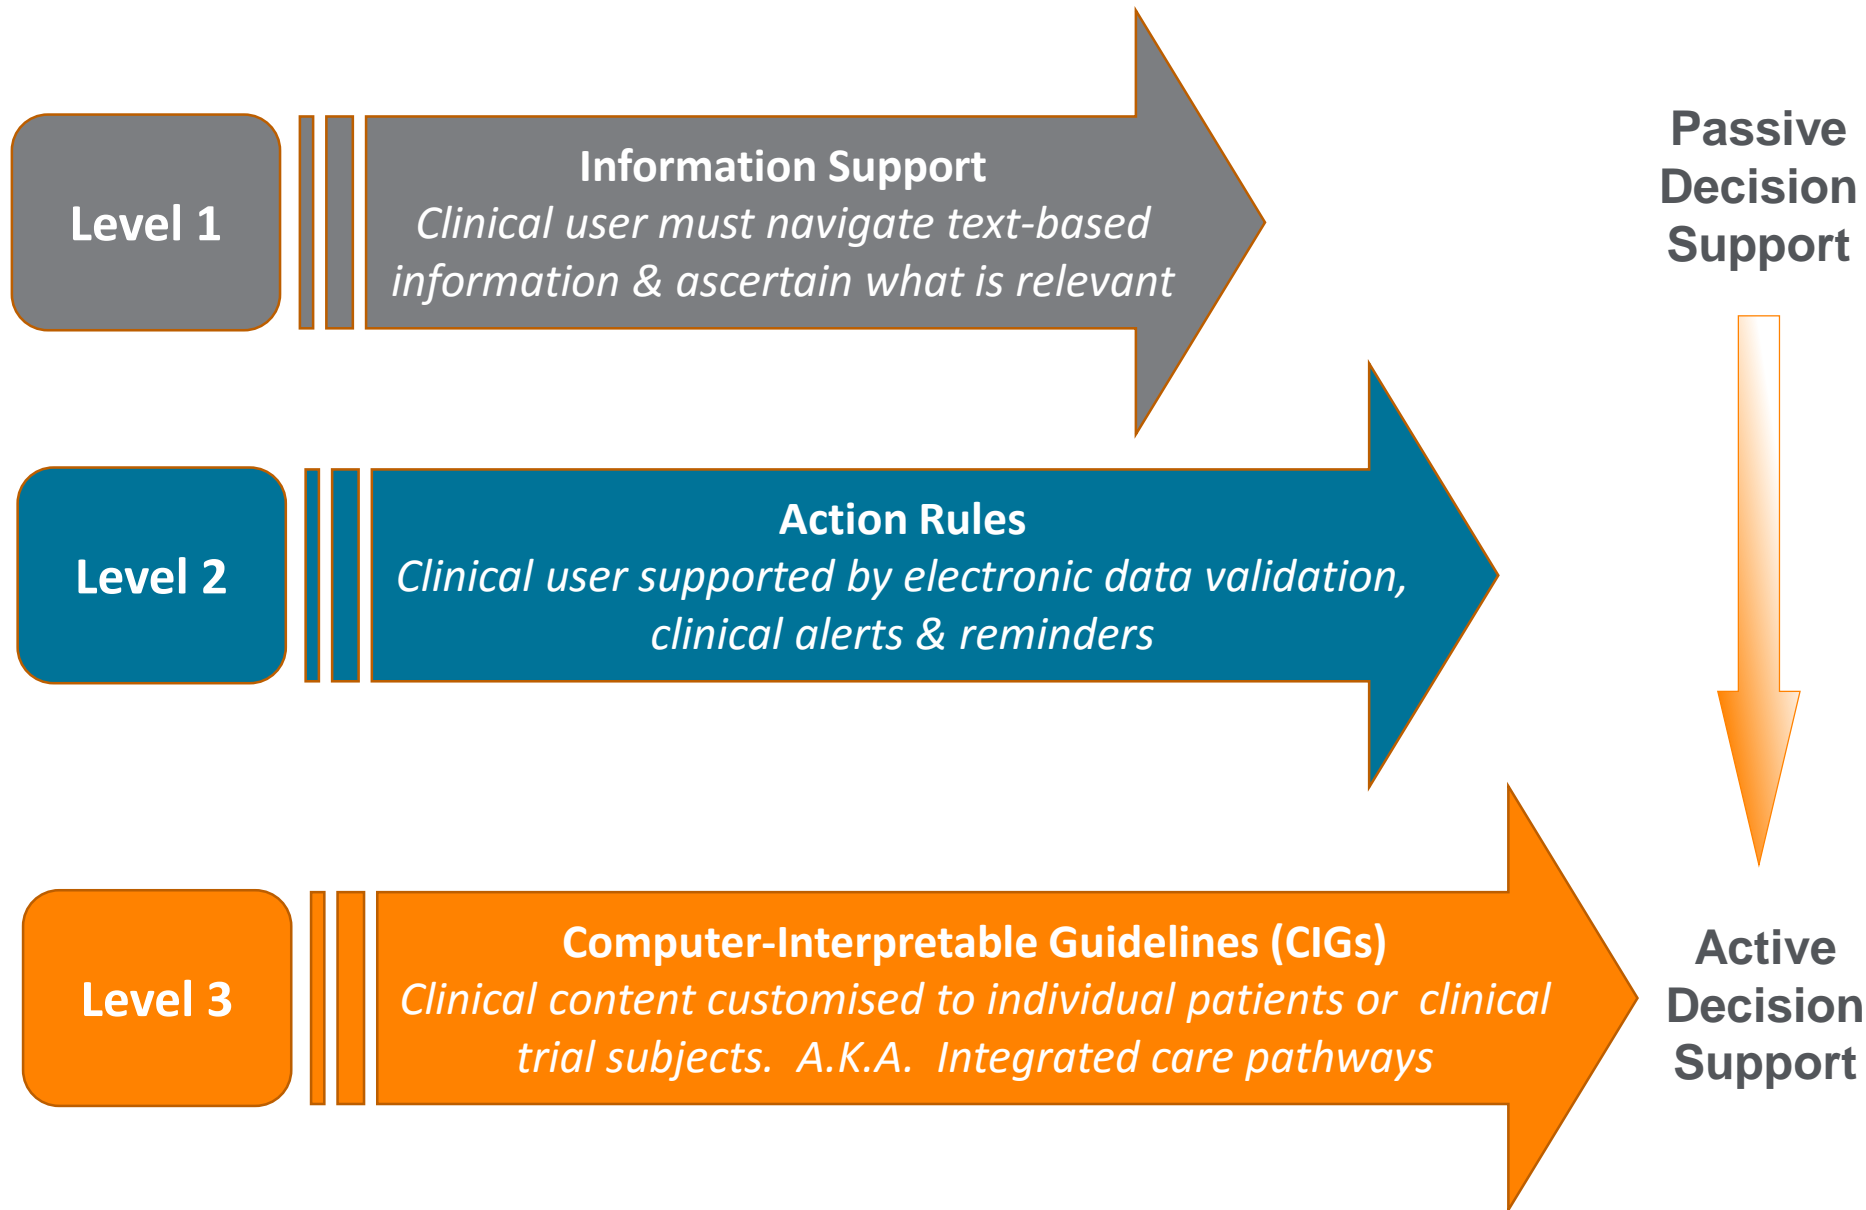 Level 1
Information Support
Clinical user must navigate text-based
information & ascertain what is relevant
Passive
Decision
Support
Level 2
Action Rules
Clinical user supported by electronic data validation,
clinical alerts & reminders
Level 3
Computer-Interpretable Guidelines (CIGs)
Clinical content customised to individual patients or  clinical
trial subjects.  A.K.A.  Integrated care pathways
Active
Decision
Support